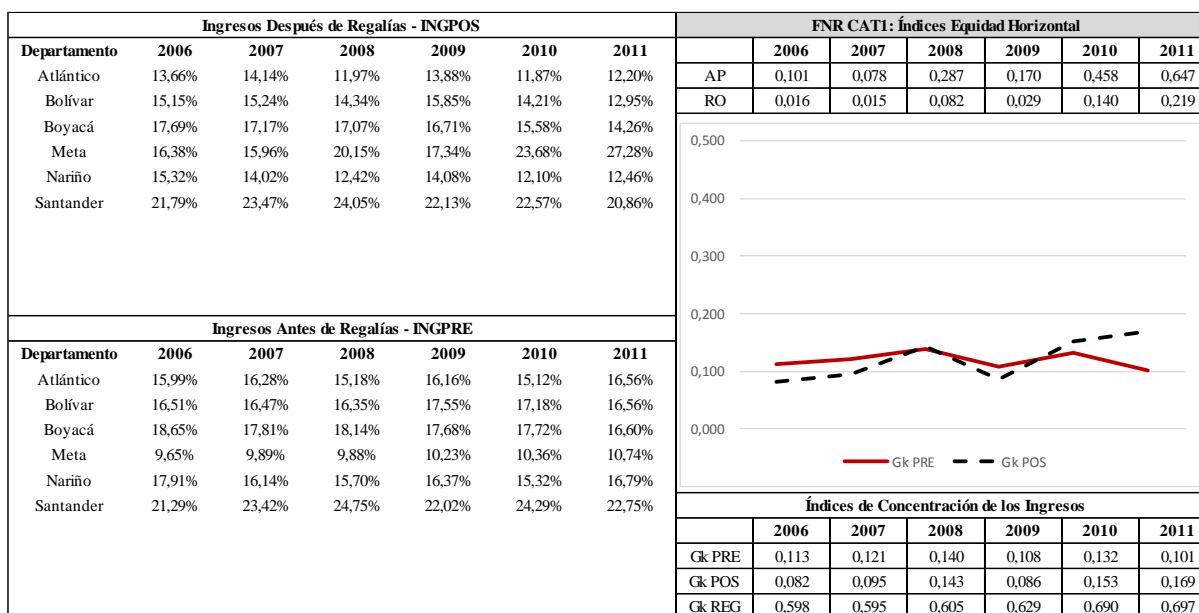 Ingresos Después de Regalías - INGPOS
Departamento 2006 2007 2008 2009 2010 2011
Atlántico 13,66% 14,14% 11,97% 13,88% 11,87% 12,20%
Bolívar 15,15% 15,24% 14,34% 15,85% 14,21% 12,95%
Boyacá 17,69% 17,17% 17,07% 16,71% 15,58% 14,26%
Meta 16,38% 15,96% 20,15% 17,34% 23,68% 27,28%
Nariño 15,32% 14,02% 12,42% 14,08% 12,10% 12,46%
Santander 21,79% 23,47% 24,05% 22,13% 22,57% 20,86%
Ingresos Antes de Regalías - INGPRE
Departamento 2006 2007 2008 2009 2010 2011
Atlántico 15,99% 16,28% 15,18% 16,16% 15,12% 16,56%
Bolívar 16,51% 16,47% 16,35% 17,55% 17,18% 16,56%
Boyacá 18,65% 17,81% 18,14% 17,68% 17,72% 16,60%
Meta 9,65% 9,89% 9,88% 10,23% 10,36% 10,74%
Nariño 17,91% 16,14% 15,70% 16,37% 15,32% 16,79%
Santander 21,29% 23,42% 24,75% 22,02% 24,29% 22,75%
FNR CAT1: Índices Equidad Horizontal
2006 2007 2008 2009 2010 2011
AP 0,101 0,078 0,287 0,170 0,458 0,647
RO 0,016 0,015 0,082 0,029 0,140 0,219
0,500
0,400
0,300
0,200
0,100
0,000
Gk PRE Gk POS
Índices de Concentración de los Ingresos
2006 2007 2008 2009 2010 2011
Gk PRE 0,113 0,121 0,140 0,108 0,132 0,101
Gk POS 0,082 0,095 0,143 0,086 0,153 0,169
Gk REG 0,598 0,595 0,605 0,629 0,690 0,697